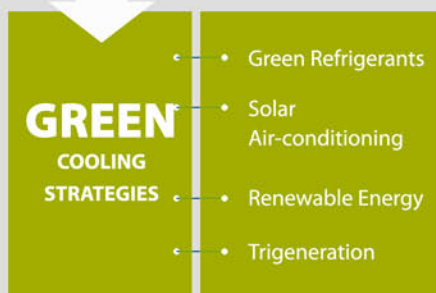 GREEN
COOLING
STRATEGIES
Green Refrigerants
Solar
Air-conditioning
Renewable Energy
Trigeneration